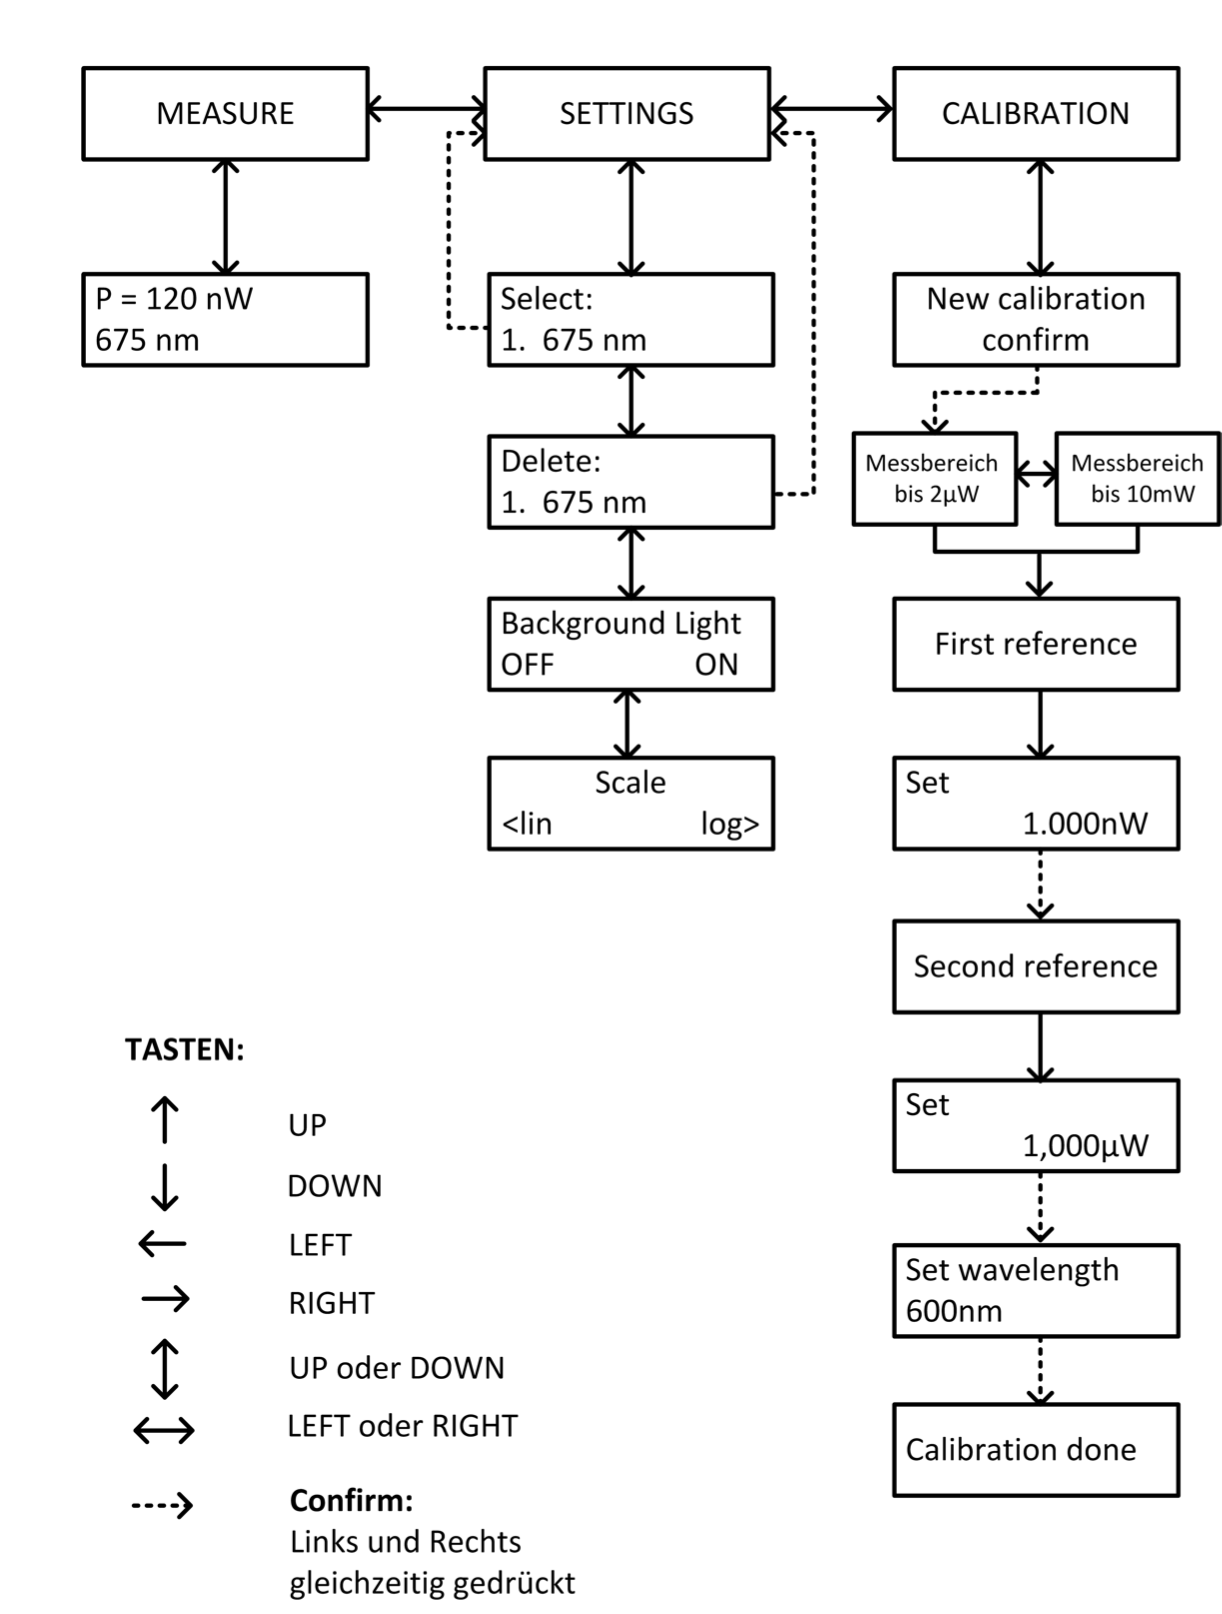 MEASURE
SETTINGS
CALIBRATION
P = 120 nW
675 nm
Select:
1. 675 nm
New calibration
confirm
Delete:
1. 675 nm
Messbereich
bis 2µW
Messbereich
bis 10mW
Background Light
OFF ON
First reference
Scale
<lin log>
Set
1.000nW
Second reference
Set
1,000µW
Set wavelength
600nm
Calibration done
TASTEN:
UP
DOWN
LEFT
RIGHT
UP oder DOWN
LEFT oder RIGHT
Confirm:
Links und Rechts
gleichzeitig gedrückt